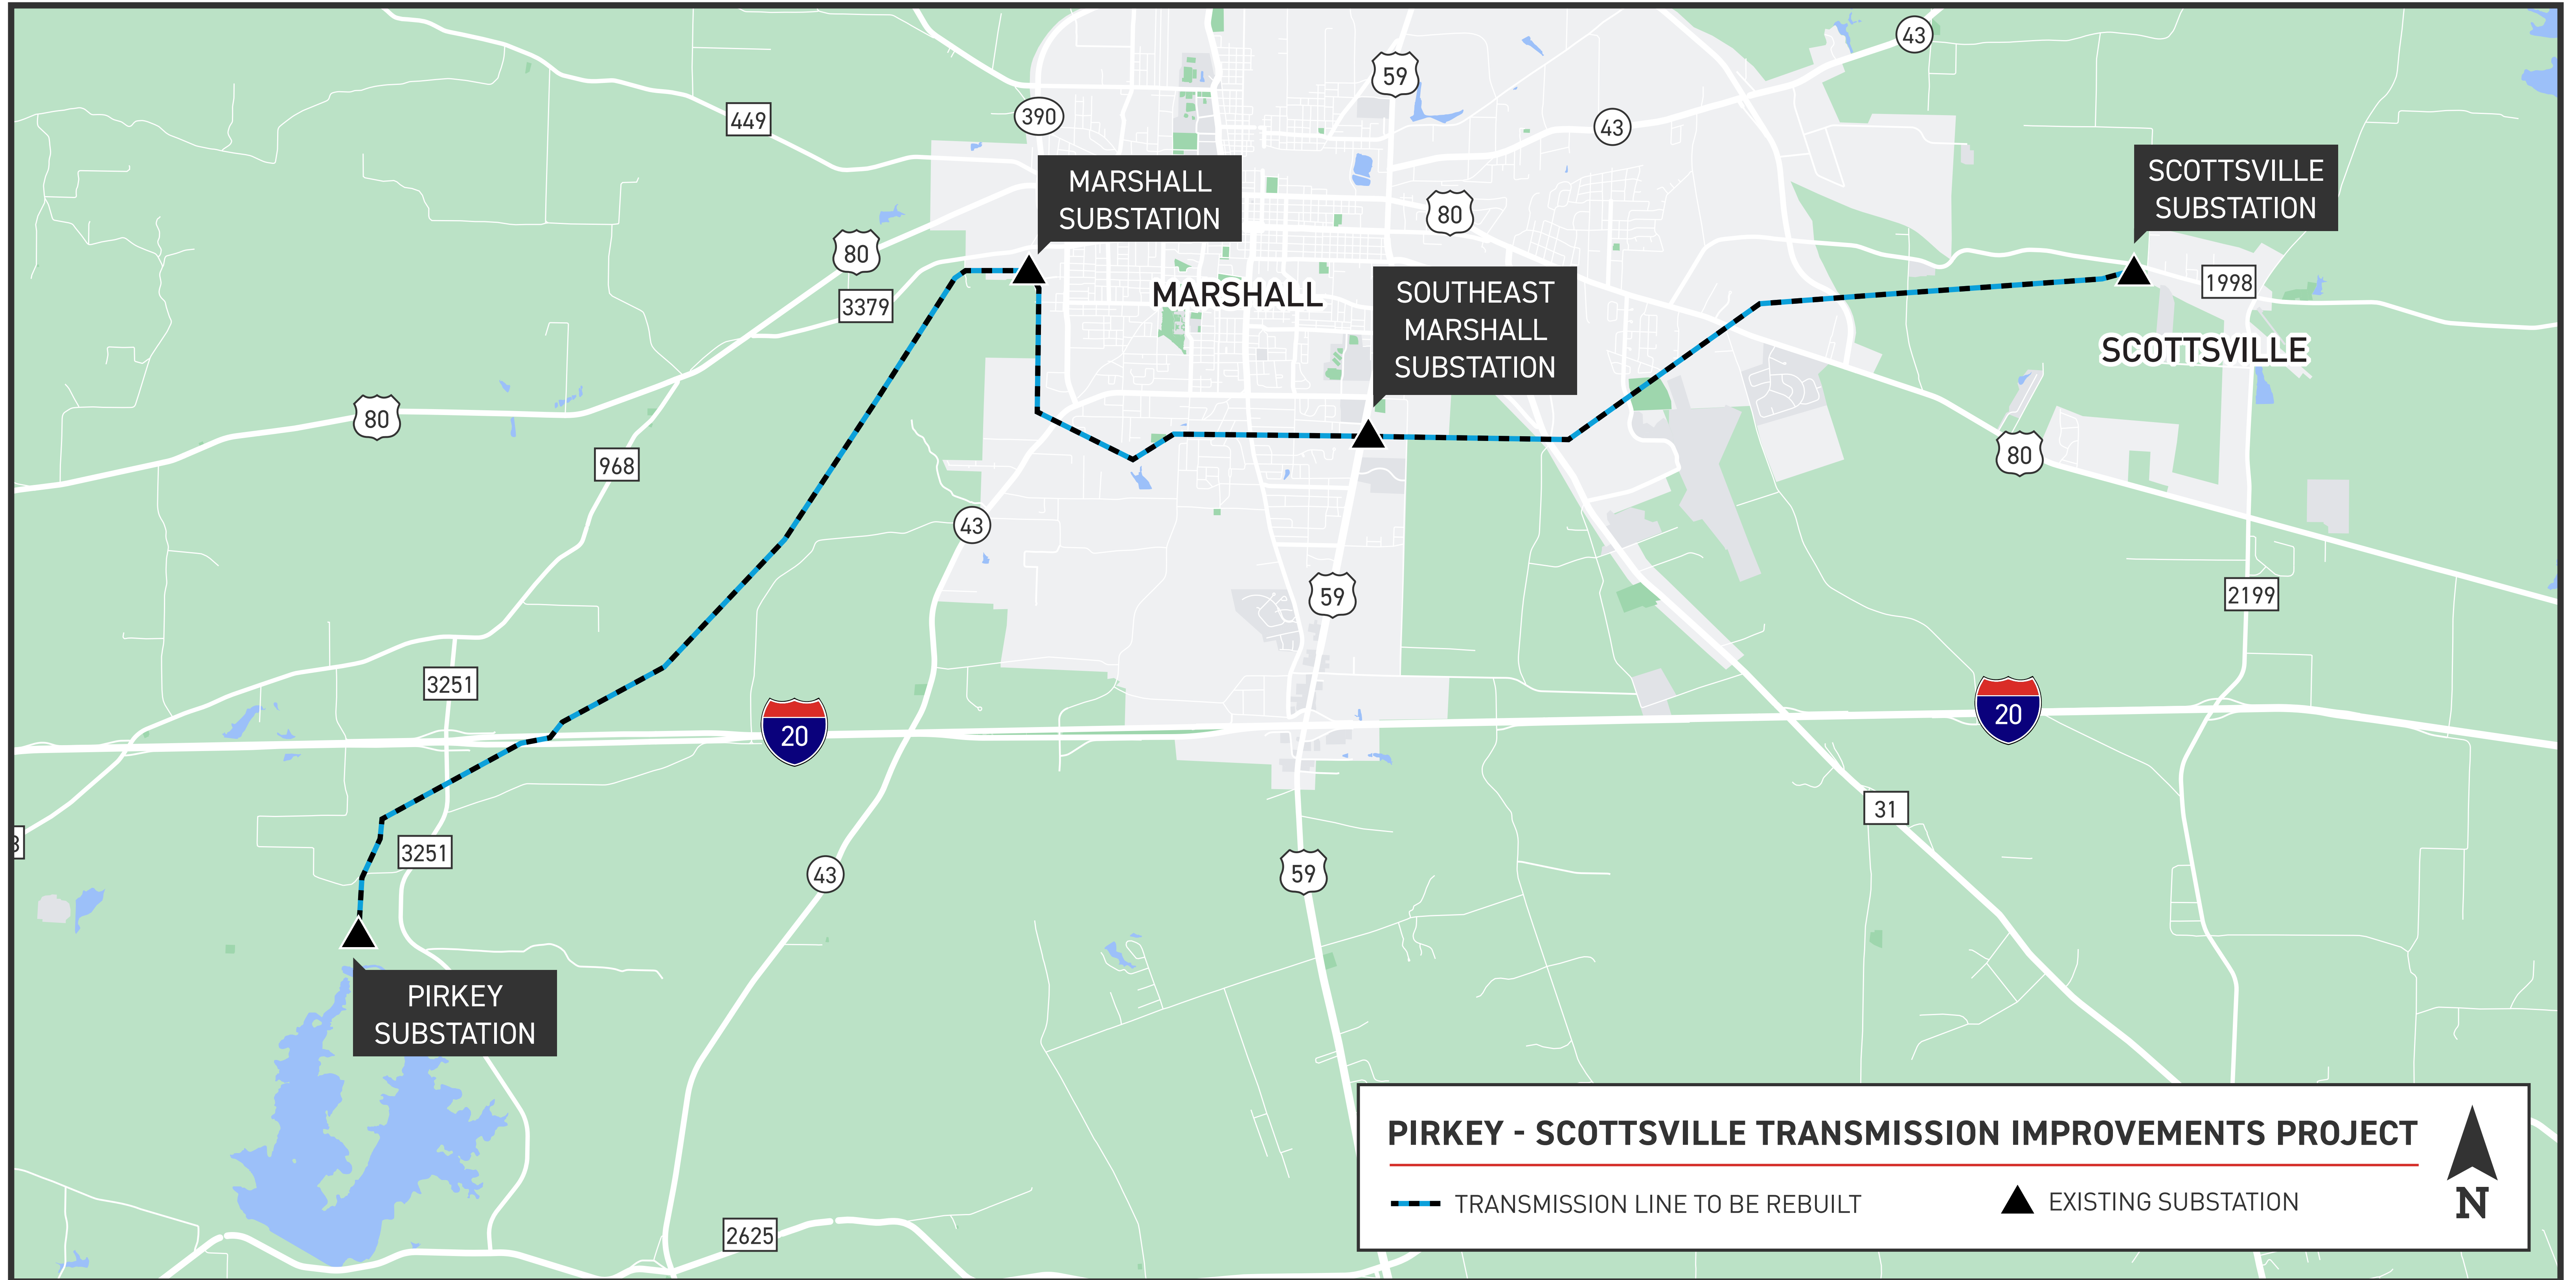 43
59
390
449
43
MARSHALL
SUBSTATION
SCOTTSVILLE
SUBSTATION
80
80
1998
3379
MARSHALL
SOUTHEAST
MARSHALL
SUBSTATION
SCOTTSVILLE
80
968
80
43
59
2199
3251
20
20
31
3251
43
59
PIRKEY
SUBSTATION
2625
PIRKEY - SCOTTSVILLE TRANSMISSION IMPROVEMENTS PROJECT
TRANSMISSION LINE TO BE REBUILT
EXISTING SUBSTATION
N